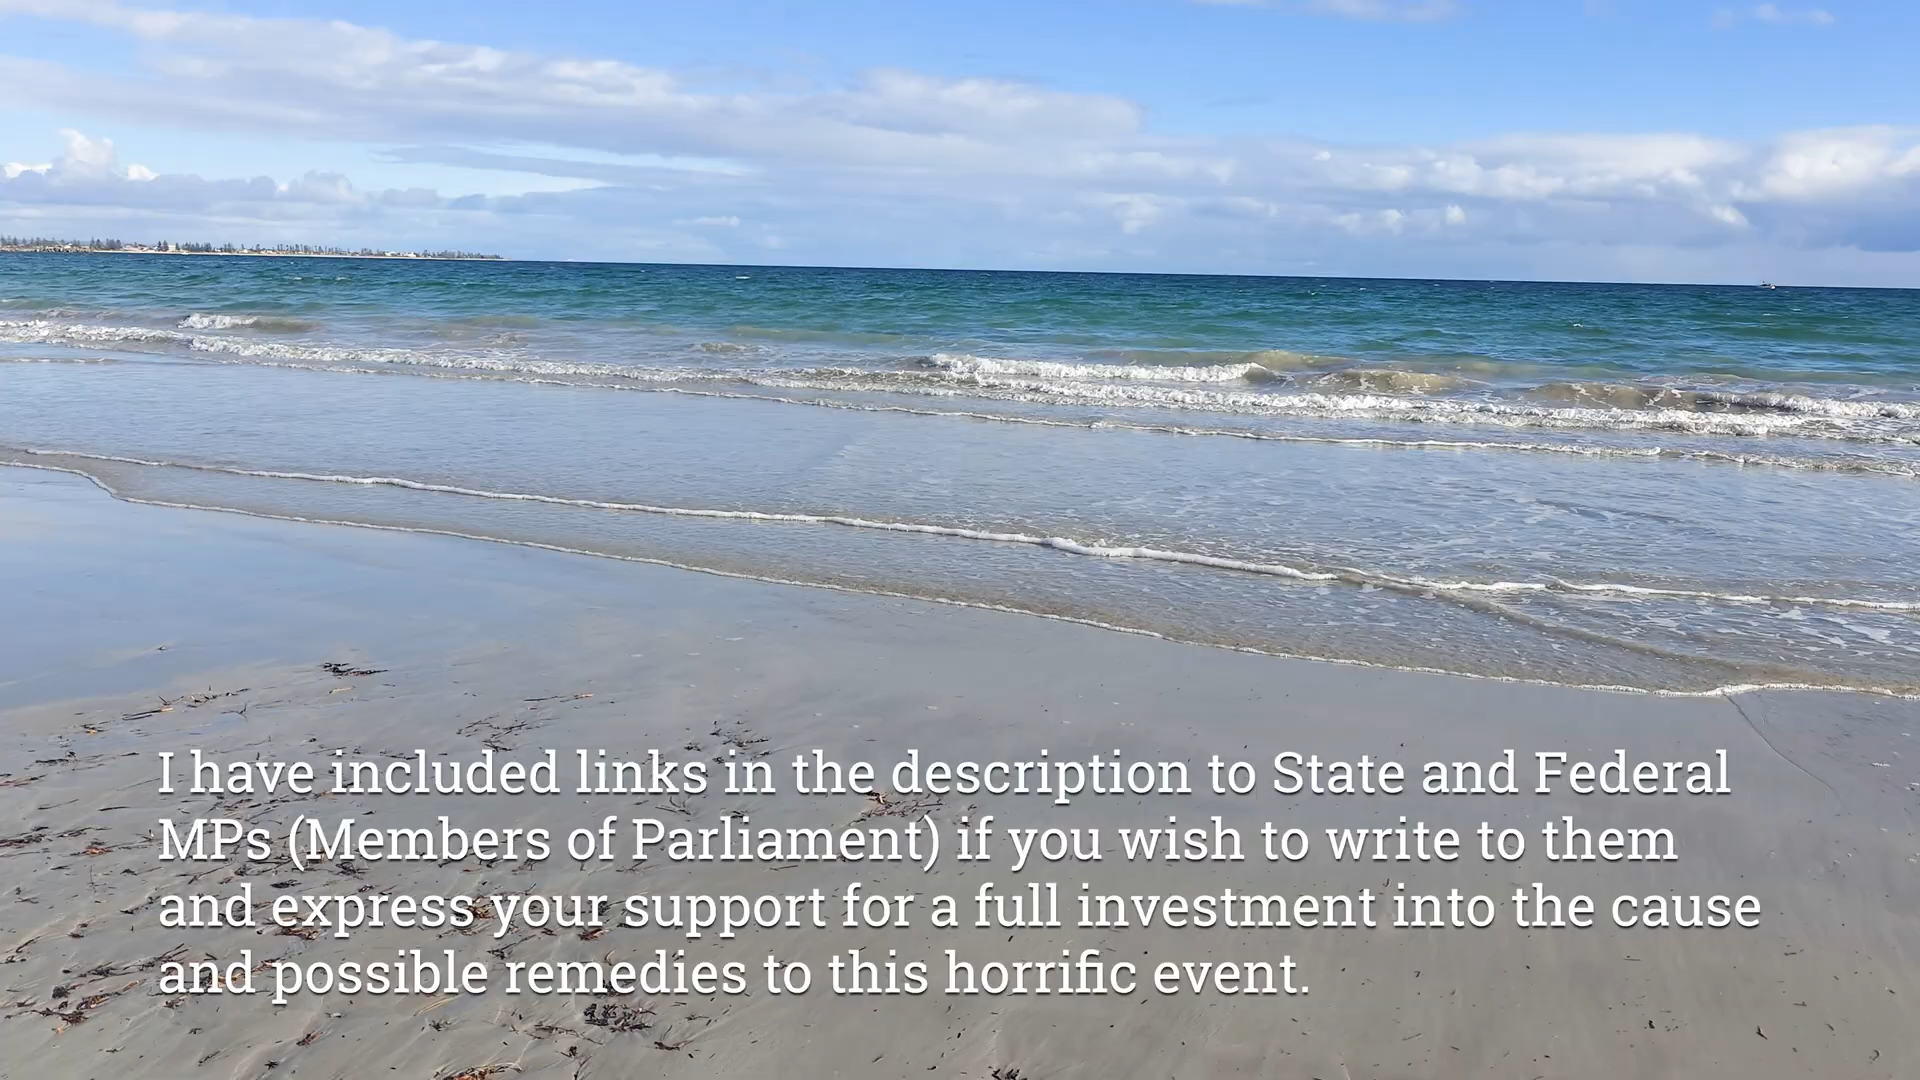 I have included links in the description to State and Federal
MPs (Members of Parliament) if you wish to write to them
and express your support for a full investment into the cause
and possible remedies to this horrific event.